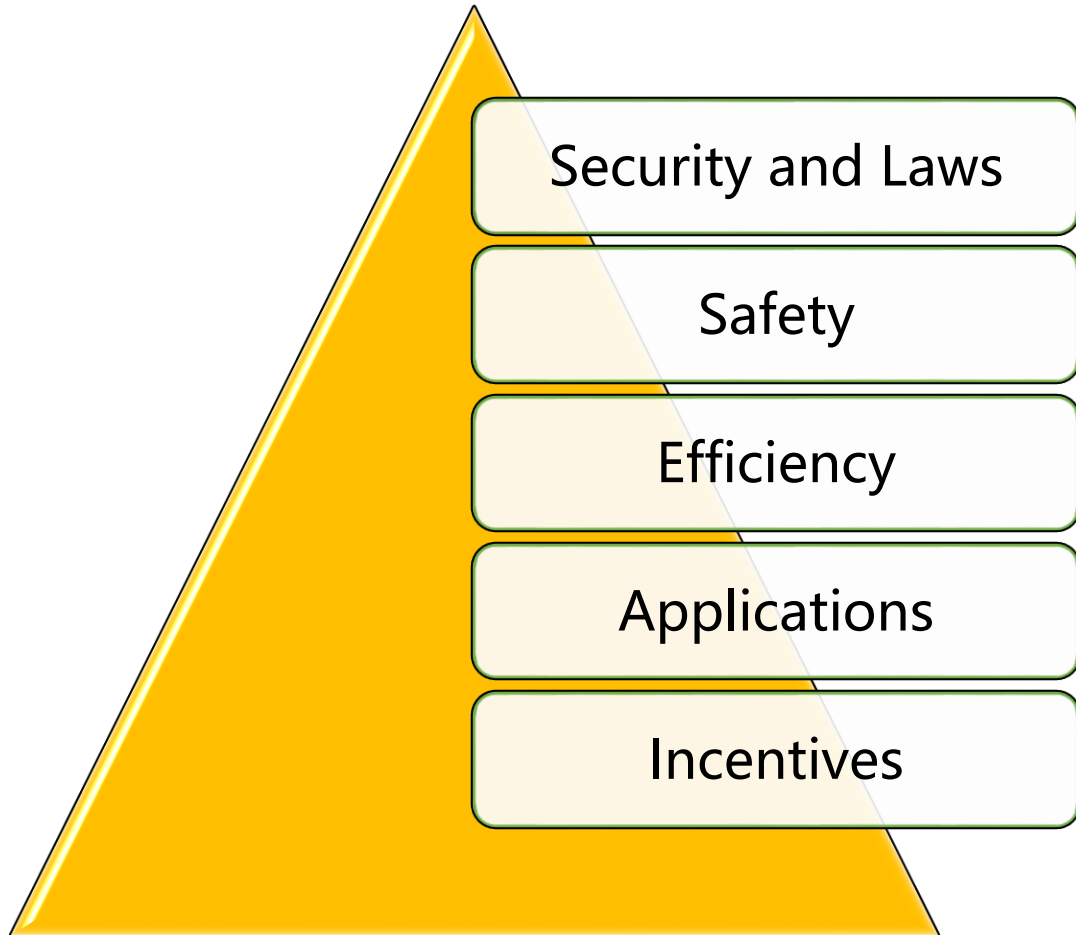 Security and Laws
Safety
Efficiency
Applications
Incentives